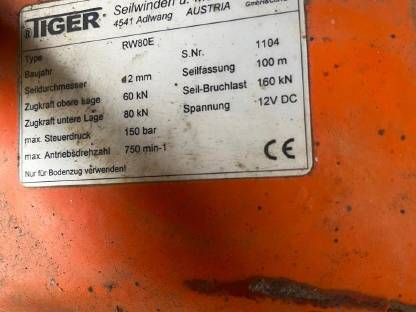 ® TIGER Seilwinden u.
4541 Adlwang AUSTRIA
Type RW80E S.Nr. 1104
Baujahr Seilfassung 100 m
Seildurchmesser 12 mm Seil-Bruchlast 160 kN
Zugkraft obere Lage 60 kN Spannung 12V DC
Zugkraft untere Lage 80 kN
max. Steuerdruck 150 bar
max. Antriebsdrehzahl 750 min-1
CE
Nur für Bodenzug verwenden!